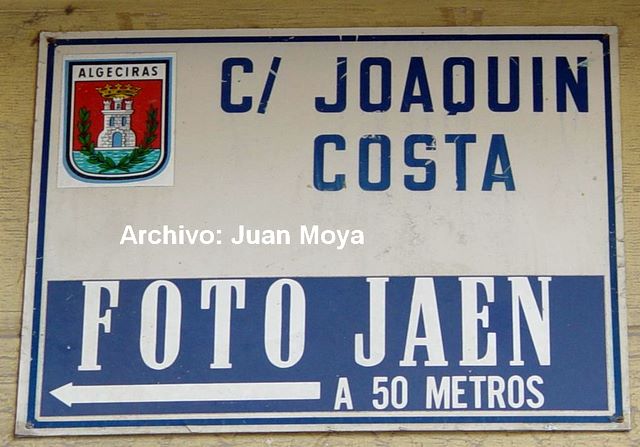 ALGECIRAS
C/ JOAQUIN
COSTA
Archivo: Juan Moya
FOTO JAEN
A 50 METROS